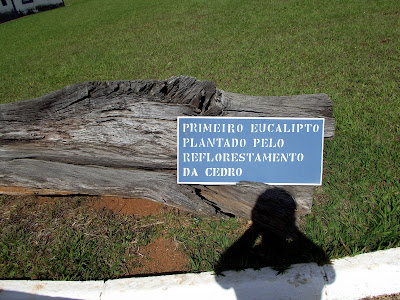 PRIMEIRO EUCALIPTO
PLANTADO PELO
REFLORESTAMENTO
DA CEDRO